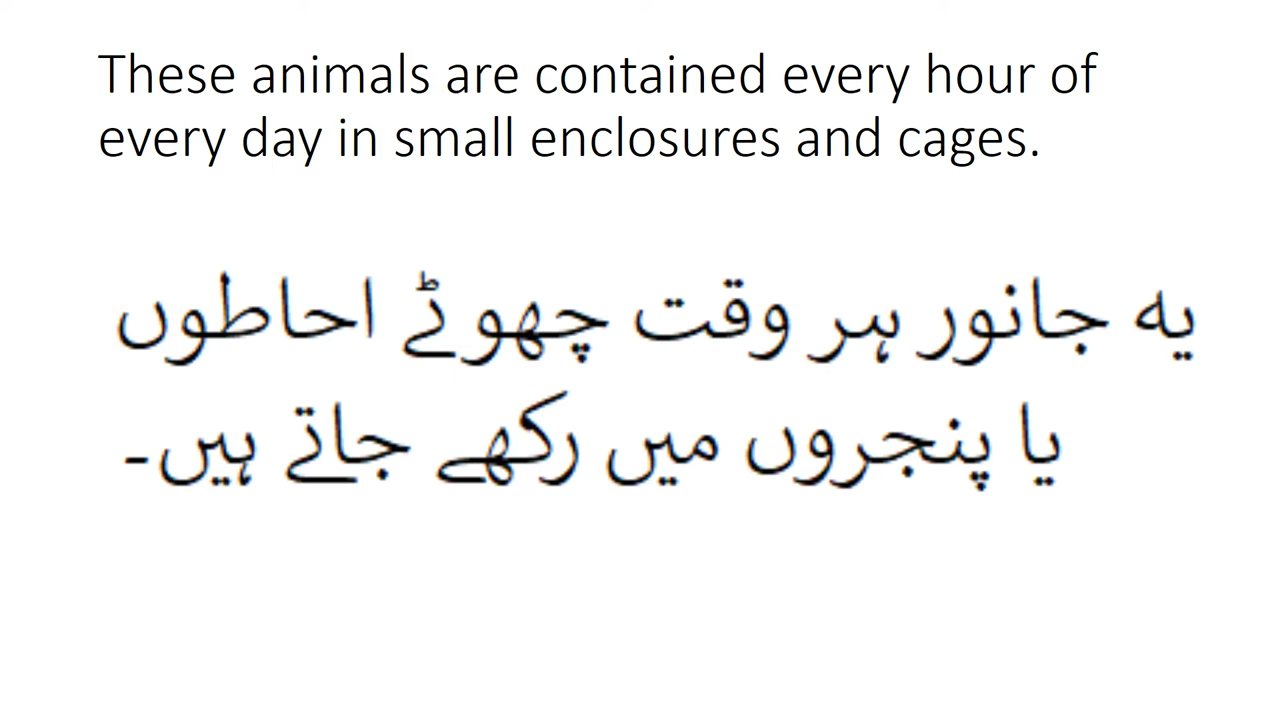 These animals are contained every hour of
every day in small enclosures and cages.
یہ جانور ہر وقت چھوٹے احاطوں
یا پنجروں میں رکھے جاتے ہیں۔